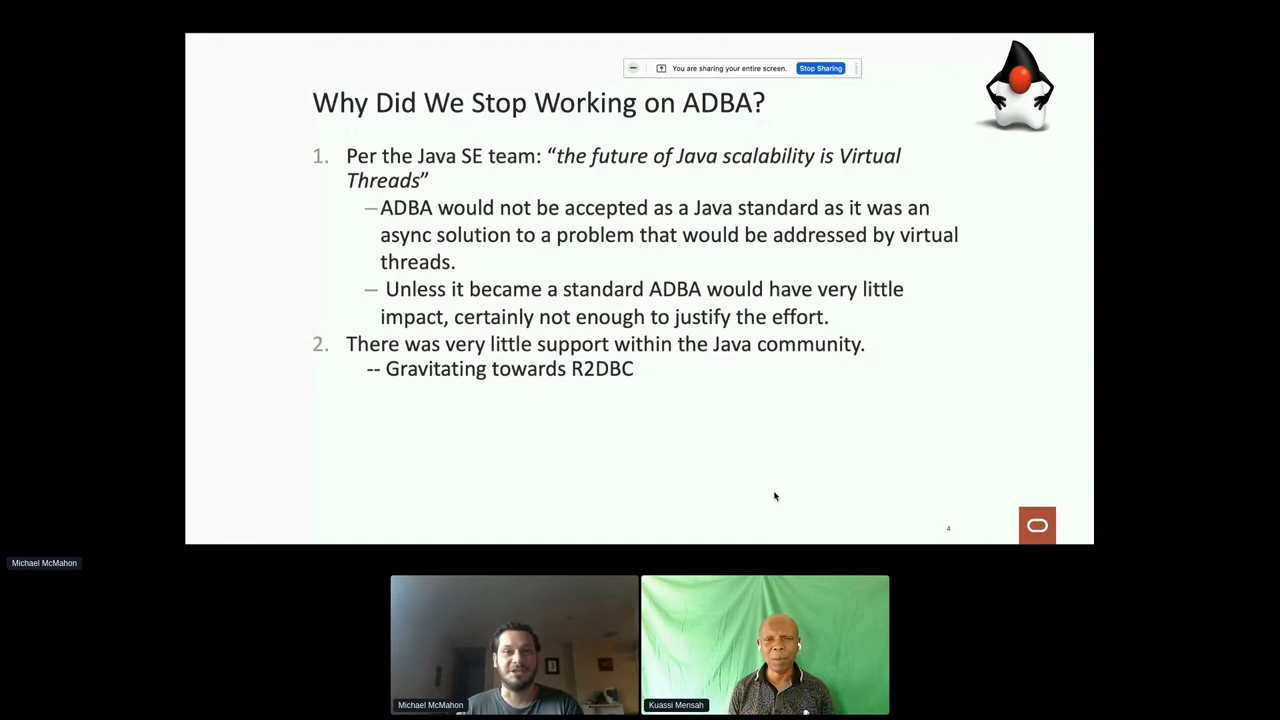 You are sharing your entire screen. Stop Sharing
Why Did We Stop Working on ADBA?
1. Per the Java SE team: “the future of Java scalability is Virtual
Threads”
–ADBA would not be accepted as a Java standard as it was an
async solution to a problem that would be addressed by virtual
threads.
– Unless it became a standard ADBA would have very little
impact, certainly not enough to justify the effort.
2. There was very little support within the Java community.
-- Gravitating towards R2DBC
4
Michael McMahon
Michael McMahon
Kuassi Mensah